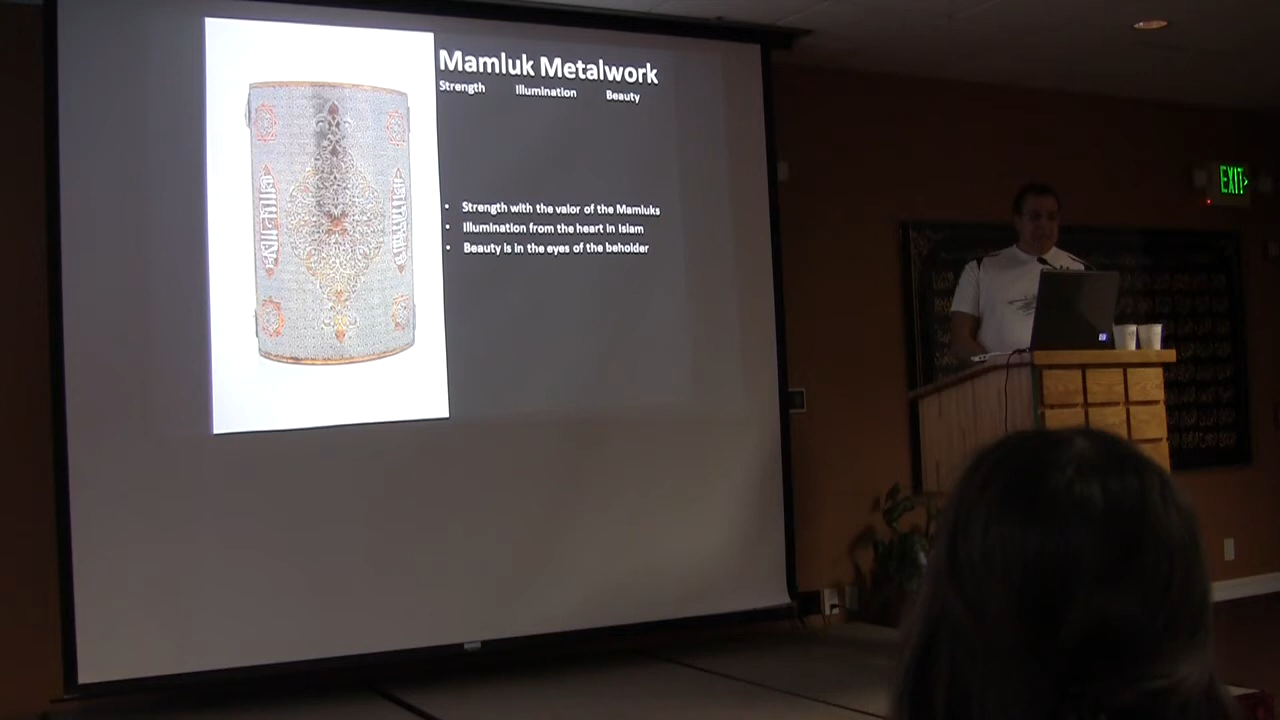 Mamluk Metalwork
Strength Illumination Beauty
• Strength with the valor of the Mamluks
• Illumination from the heart in Islam
• Beauty is in the eyes of the beholder
EXIT